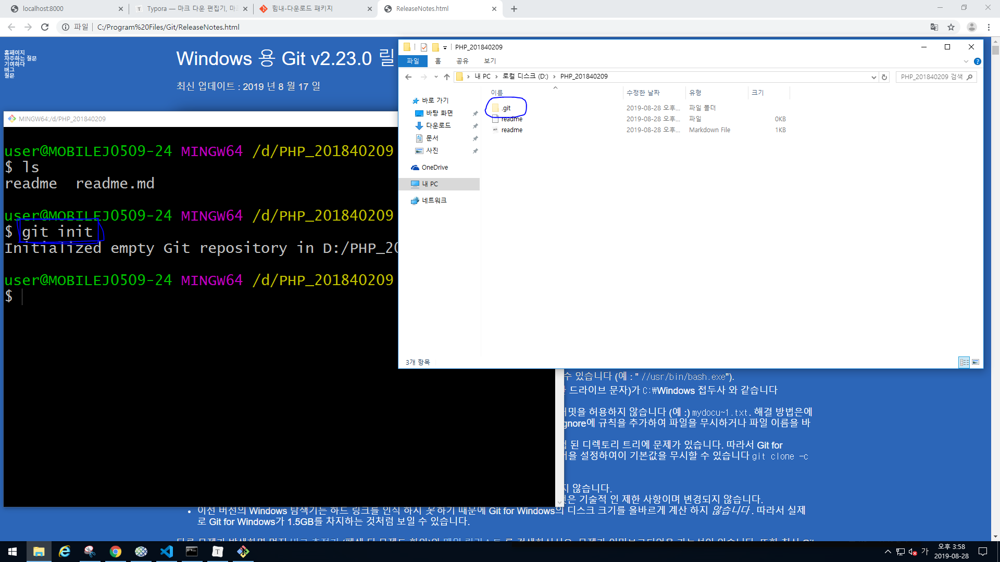 localhost:8000
Typora — 마크 다운 편집기, 마
힘내-다운로드 패키지
ReleaseNotes.html
파일
C:/Program%20Files/Git/ReleaseNotes.html
홈페이지
자주하는 질문
기여하다
버그
질문
Windows 용 Git v2.23.0 릴
최신 업데이트 : 2019 년 8 월 17 일
MINGW64:/d/PHP_201840209
user@MOBILEJ0509-24 MINGW64 /d/PHP_201840209
$ ls
readme  readme.md
user@MOBILEJ0509-24 MINGW64 /d/PHP_201840209
$ git init
Initialized empty Git repository in D:/PHP_20
user@MOBILEJ0509-24 MINGW64 /d/PHP_201840209
$
PHP_201840209
파일 홈 공유 보기
내 PC 로컬 디스크 (D:) PHP_201840209
PHP_201840209 검색
바로 가기
바탕 화면
다운로드
문서
사진
OneDrive
내 PC
네트워크
이름 수정한 날짜 유형 크기
.git 2019-08-28 오후... 파일 폴더
readme 2019-08-28 오후... 파일 0KB
readme 2019-08-28 오후... Markdown File 1KB
3개 항목
수 있습니다 (예 : " //usr/bin/bash.exe").
드라이브 문자)가 C:₩Windows 접두사 와 같습니다
허용하지 않습니다 (예 :) mydocu~1.txt. 해결 방법은에
gnore에 규칙을 추가하여 파일을 무시하거나 파일 이름을 바
된 디렉토리 트리에 문제가 있습니다. 따라서 Git for
설정하여이 기본값을 무시할 수 있습니다 git clone -c
않습니다.
기술적 인 제한 사항이며 변경되지 않습니다.
이전 버전의 Windows 탐색기는 하드 링크를 인식 하지 못하기 때문에 Git for Windows의 디스크 크기를 올바르게 계산 하지 않습니다 . 따라서 실제
로 Git for Windows가 1.5GB를 차지하는 것처럼 보일 수 있습니다.
가
오후 3:58
2019-08-28